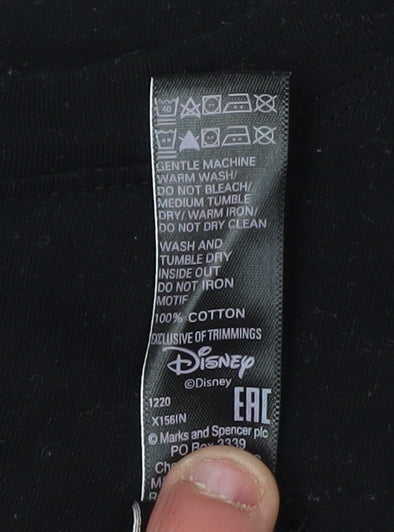 40
GENTLE MACHINE
WARM WASH/
DO NOT BLEACH/
MEDIUM TUMBLE
DRY/ WARM IRON/
DO NOT DRY CLEAN
WASH AND
TUMBLE DRY
INSIDE OUT
DO NOT IRON
MOTIF
100% COTTON
EXCLUSIVE OF TRIMMINGS
Disney
©Disney
1220
EAC
X156IN
© Marks and Spencer plc
PO Box 3339